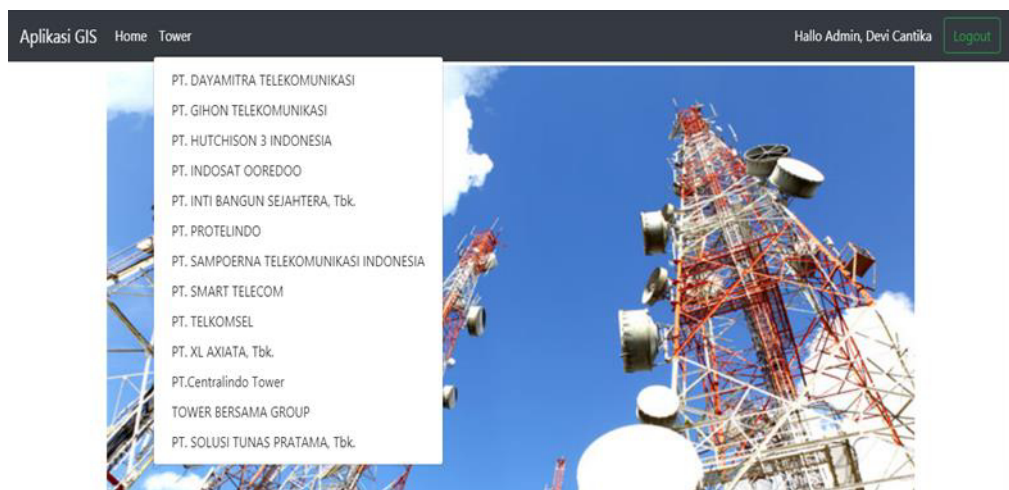 Aplikasi GIS Home Tower Hallo Admin, Devi Cantika Logout
PT. DAYAMITRA TELEKOMUNIKASI
PT. GIHON TELEKOMUNIKASI
PT. HUTCHISON 3 INDONESIA
PT. INDOSAT OOREDOO
PT. INTI BANGUN SEJAHTERA, Tbk.
PT. PROTELINDO
PT. SAMPOERNA TELEKOMUNIKASI INDONESIA
PT. SMART TELECOM
PT. TELKOMSEL
PT. XL AXIATA, Tbk.
PT.Centralindo Tower
TOWER BERSAMA GROUP
PT. SOLUSI TUNAS PRATAMA, Tbk.